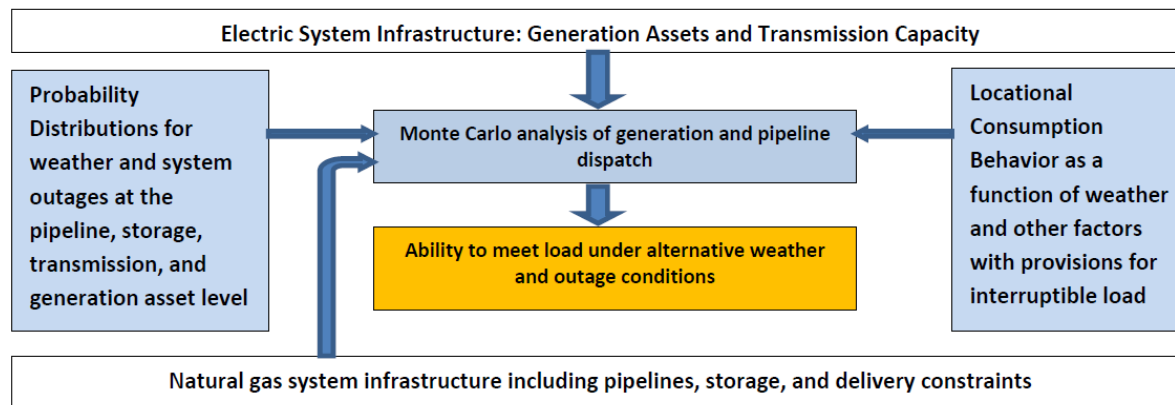 Electric System Infrastructure: Generation Assets and Transmission Capacity
Probability
Distributions for
weather and system
outages at the
pipeline, storage,
transmission, and
generation asset level
Monte Carlo analysis of generation and pipeline
dispatch
Ability to meet load under alternative weather
and outage conditions
Locational
Consumption
Behavior as a
function of weather
and other factors
with provisions for
interruptible load
Natural gas system infrastructure including pipelines, storage, and delivery constraints